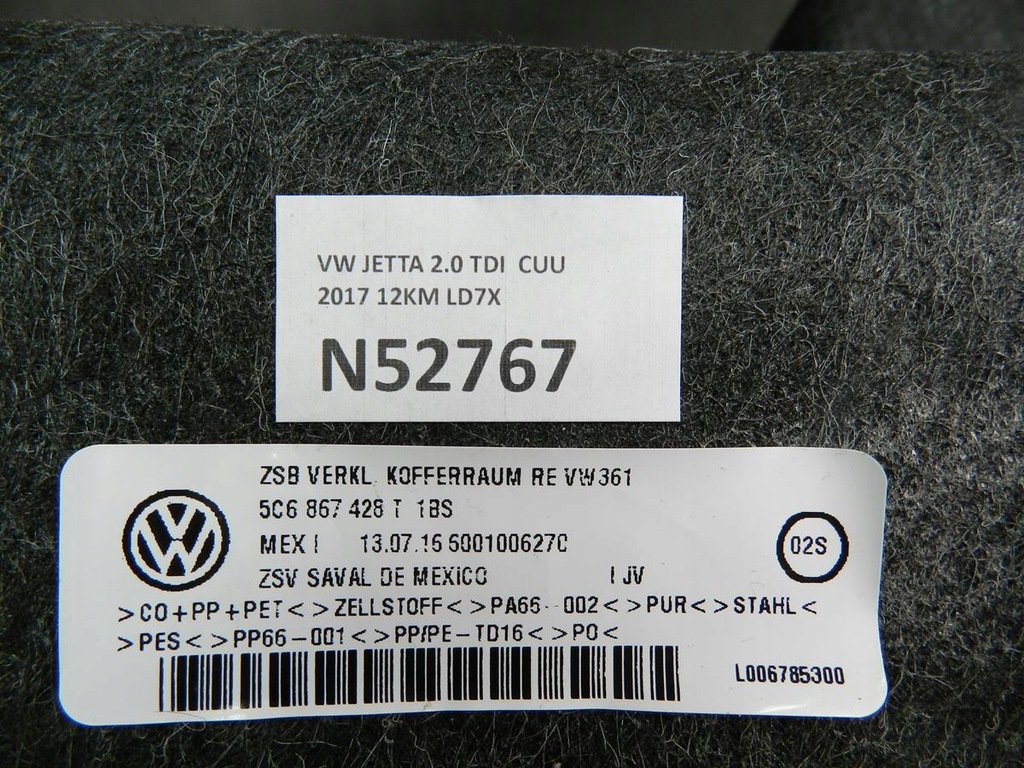 VW JETTA 2.0 TDI CUU
2017 12KM LD7X
N52767
ZSB VERKL. KOFFERRAUM RE VW361
5C6 867 428 T 1BS
MEX I 13.07.16 500100627C
02S
ZSV SAVAL DE MEXICO I JV
>CO+PP+PET<>ZELLSTOFF<>PA66-002<>PUR<>STAHL<
>PES<>PP66-001<>PP/PE-TD16<>PO<
L006785300
VW